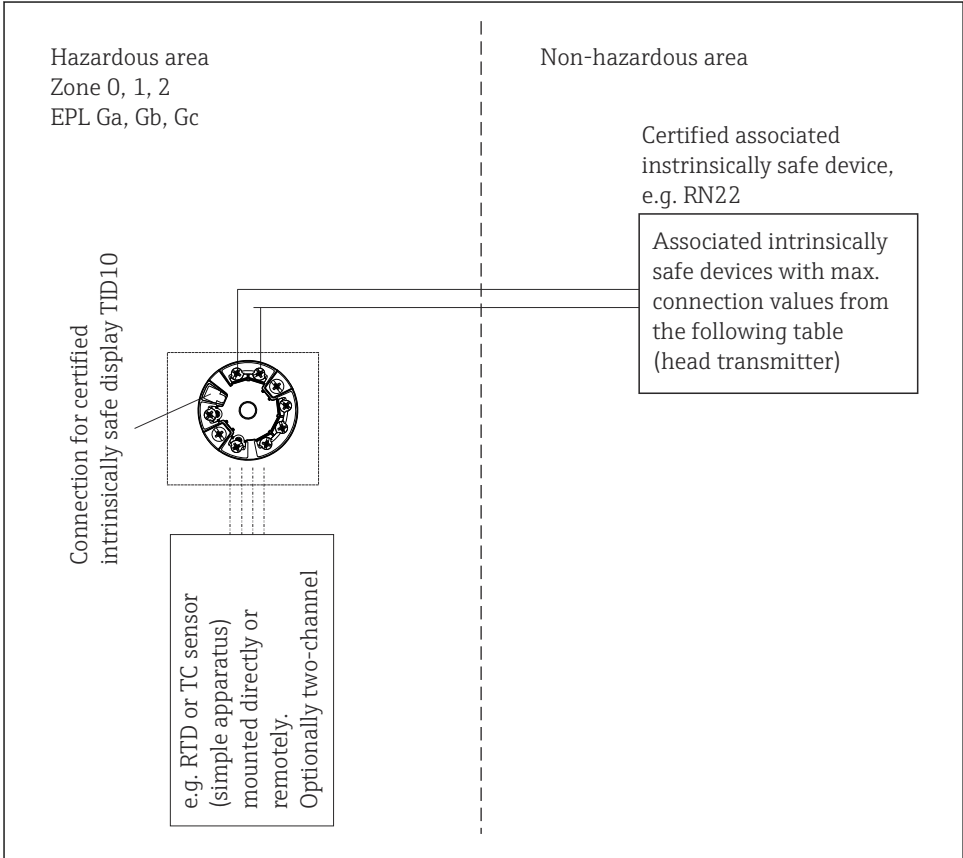 Hazardous area
Zone 0, 1, 2
EPL Ga, Gb, Gc
Non-hazardous area
Certified associated
instrinsically safe device,
e.g. RN22
Associated intrinsically
safe devices with max.
connection values from
the following table
(head transmitter)
Connection for certified
intrinsically safe display TID10
e.g. RTD or TC sensor
(simple apparatus)
mounted directly or
remotely.
Optionally two-channel